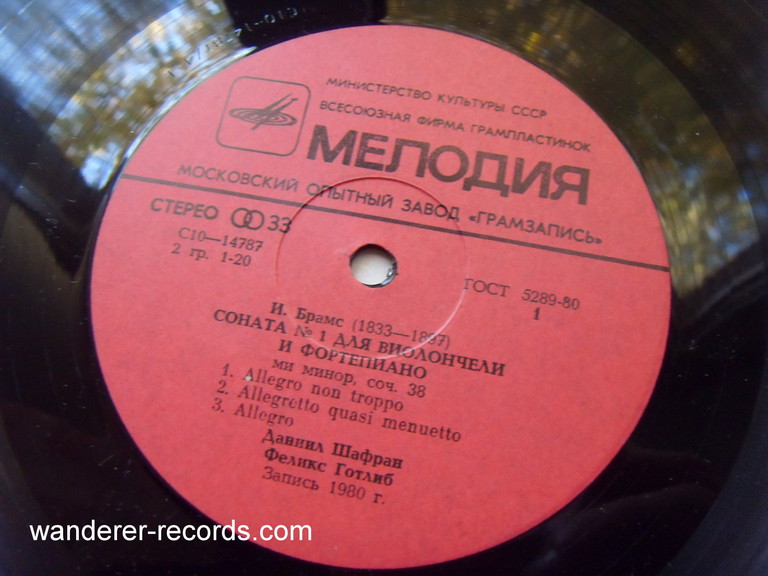 МИНИСТЕРСТВО КУЛЬТУРЫ СССР
ВСЕСОЮЗНАЯ ФИРМА ГРАМПЛАСТИНОК
МЕЛОДИЯ
МОСКОВСКИЙ ОПЫТНЫЙ ЗАВОД «ГРАМЗАПИСЬ»
СТЕРЕО 33
С10—14787
2 гр. 1-20
ГОСТ 5289-80
1
И. Брамс (1833—1897)
СОНАТА № 1 ДЛЯ ВИОЛОНЧЕЛИ
И ФОРТЕПИАНО
ми минор, соч. 38
1. Allegro non troppo
2. Allegretto quasi menuetto
3. Allegro
Даниил Шафран
Феликс Готлиб
Запись 1980 г.
wanderer-records.com